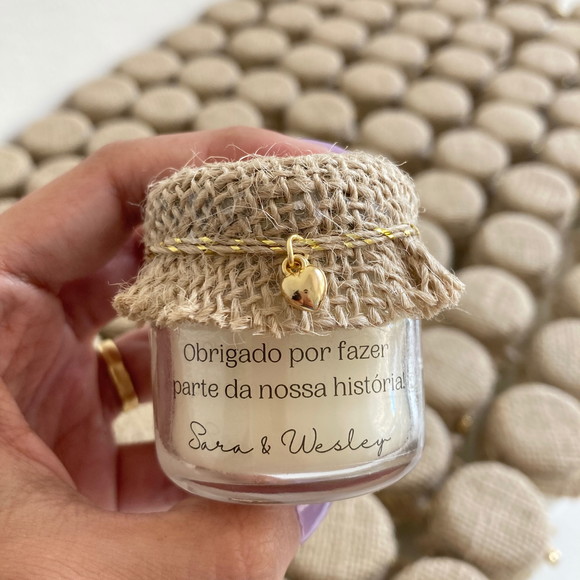 Obrigado por fazer
parte da nossa história!
Sara & Wesley